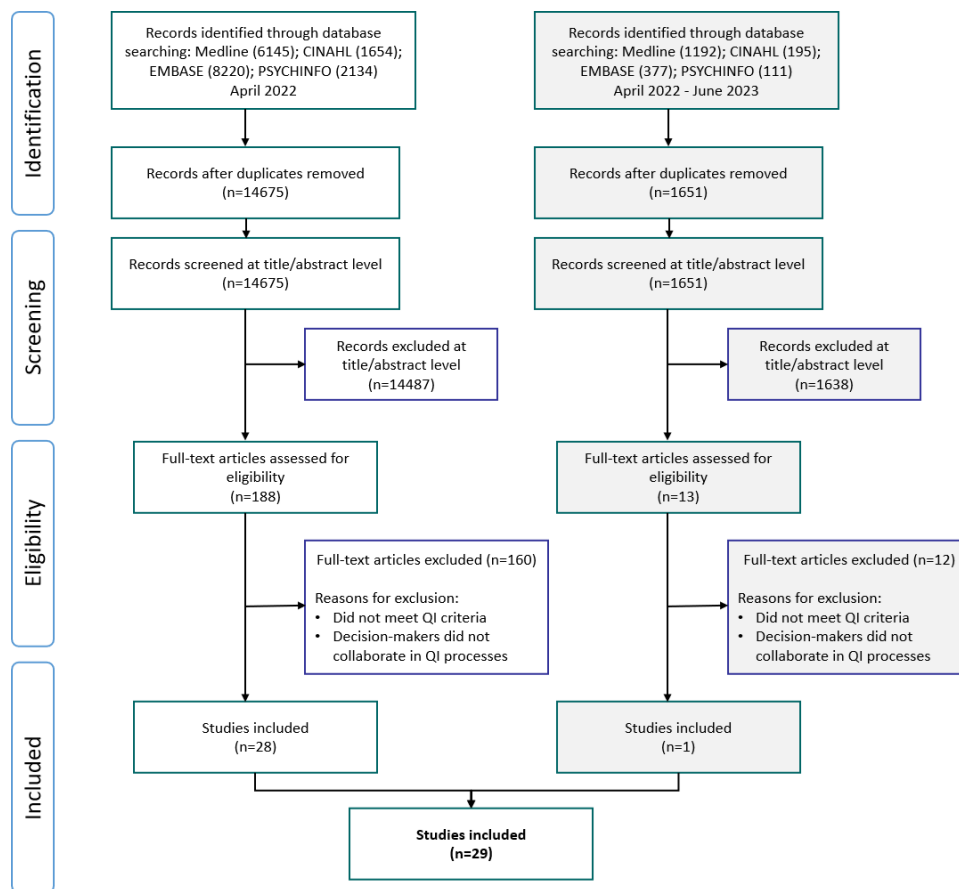 Identification
Records identified through database
searching: Medline (6145); CINAHL (1654);
EMBASE (8220); PSYCHINFO (2134)
April 2022
Records identified through database
searching: Medline (1192); CINAHL (195);
EMBASE (377); PSYCHINFO (111)
April 2022 - June 2023
Records after duplicates removed
(n=14675)
Records after duplicates removed
(n=1651)
Screening
Records screened at title/abstract level
(n=14675)
Records screened at title/abstract level
(n=1651)
Records excluded at
title/abstract level
(n=14487)
Records excluded at
title/abstract level
(n=1638)
Eligibility
Full-text articles assessed for
eligibility
(n=188)
Full-text articles assessed for
eligibility
(n=13)
Full-text articles excluded (n=160)
Reasons for exclusion:
• Did not meet QI criteria
• Decision-makers did not
collaborate in QI processes
Full-text articles excluded (n=12)
Reasons for exclusion:
• Did not meet QI criteria
• Decision-makers did not
collaborate in QI processes
Included
Studies included
(n=28)
Studies included
(n=1)
Studies included
(n=29)